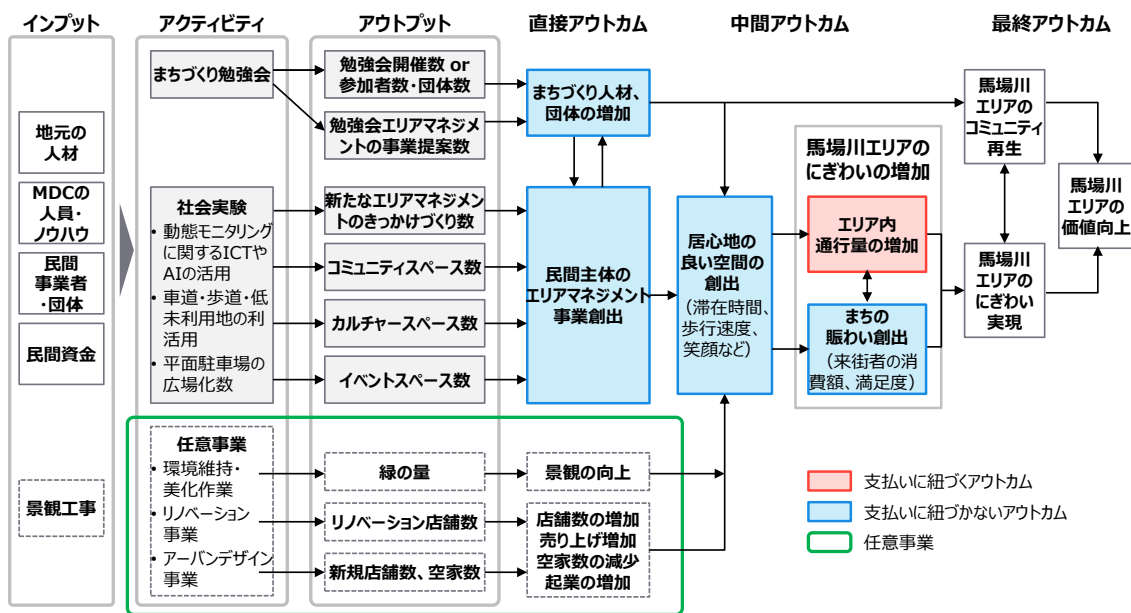 インプット
アクティビティ
アウトプット
直接アウトカム
中間アウトカム
最終アウトカム
地元の
人材
MDCの
人員・
ノウハウ
民間
事業者
・団体
民間資金
景観工事
まちづくり勉強会
社会実験
• 動態モニタリング
に関するICTや
AIの活用
• 車道・歩道・低
未利用地の利
活用
• 平面駐車場の
広場化数
任意事業
• 環境維持・
美化作業
• リノベーション
事業
• アーバンデザイン
事業
勉強会開催数 or
参加者数・団体数
勉強会エリアマネジメ
ントの事業提案数
新たなエリアマネジメ
ントのきっかけづくり数
コミュニティスペース数
カルチャースペース数
イベントスペース数
緑の量
リノベーション店舗数
新規店舗数、空家数
まちづくり人材、
団体の増加
民間主体の
エリアマネジメント
事業創出
景観の向上
店舗数の増加
売り上げ増加
空家数の減少
起業の増加
居心地の
良い空間の
創出
（滞在時間、
歩行速度、
笑顔など）
馬場川エリアの
にぎわいの増加
エリア内
通行量の増加
まちの
賑わい創出
（来街者の消
費額、満足度）
馬場川
エリアの
コミュニティ
再生
馬場川
エリアの
にぎわい
実現
馬場川
エリアの
価値向上
支払いに紐づくアウトカム
支払いに紐づかないアウトカム
任意事業